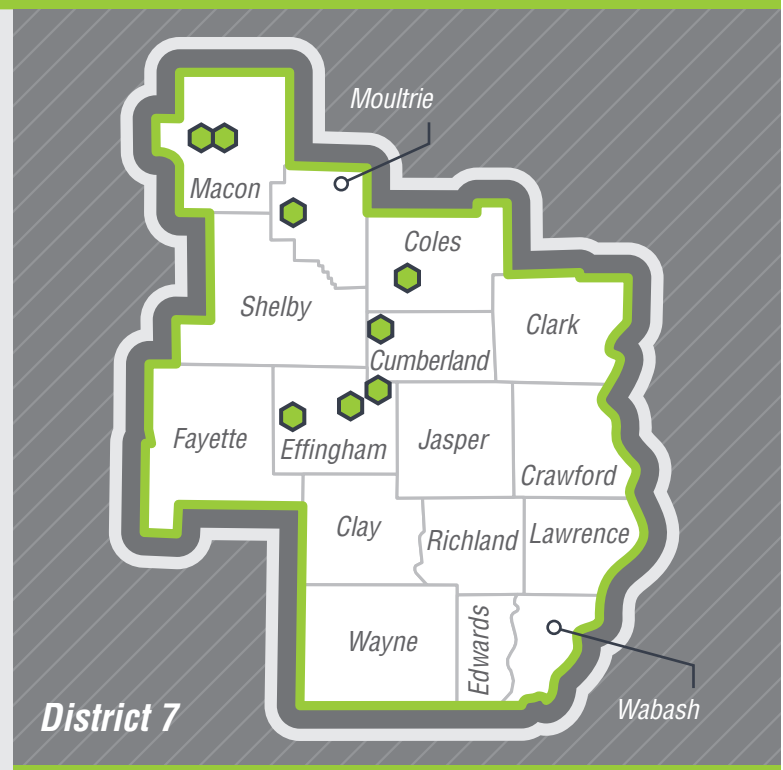 Moultrie
Macon
Coles
Shelby
Clark
Cumberland
Fayette
Effingham
Jasper
Crawford
Clay
Richland
Lawrence
Wayne
Edwards
Wabash
District 7